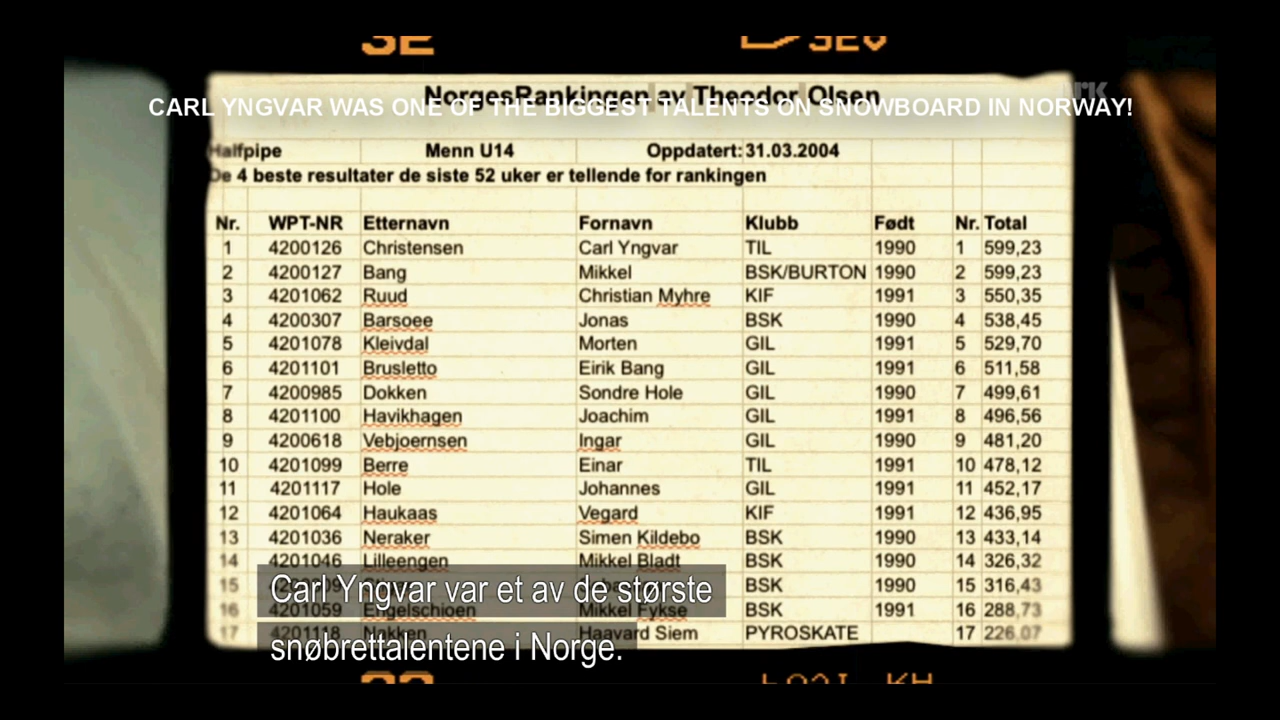 NorgesRankingen av Theodor Olsen
CARL YNGVAR WAS ONE OF THE BIGGEST TALENTS ON SNOWBOARD IN NORWAY!
Halfpipe Menn U14 Oppdatert: 31.03.2004
De 4 beste resultater de siste 52 uker er tellende for rankingen
Nr. WPT-NR Etternavn Fornavn Klubb Født Nr. Total
1 4200126 Christensen Carl Yngvar TIL 1990 1 599,23
2 4200127 Bang Mikkel BSK/BURTON 1990 2 599,23
3 4201062 Ruud Christian Myhre KIF 1991 3 550,35
4 4200307 Barsoee Jonas BSK 1990 4 538,45
5 4201078 Kleivdal Morten GIL 1991 5 529,70
6 4201101 Brusletto Eirik Bang GIL 1991 6 511,58
7 4200985 Dokken Sondre Hole GIL 1990 7 499,61
8 4201100 Havikhagen Joachim GIL 1991 8 496,56
9 4200618 Vebjoernsen Ingar GIL 1990 9 481,20
10 4201099 Berre Einar TIL 1991 10 478,12
11 4201117 Hole Johannes GIL 1991 11 452,17
12 4201064 Haukaas Vegard KIF 1991 12 436,95
13 4201036 Neraker Simen Kildebo BSK 1990 13 433,14
14 4201046 Lilleengen Mikkel Bladt BSK 1990 14 326,32
15 BSK 1990 15 316,43
16 4201059 Engelschioen Mikkel Fykse BSK 1991 16 288,73
17 4201118 Nokken Haavard Siem PYROSKATE 17 226,07
Carl Yngvar var et av de største
snøbrettalentene i Norge.